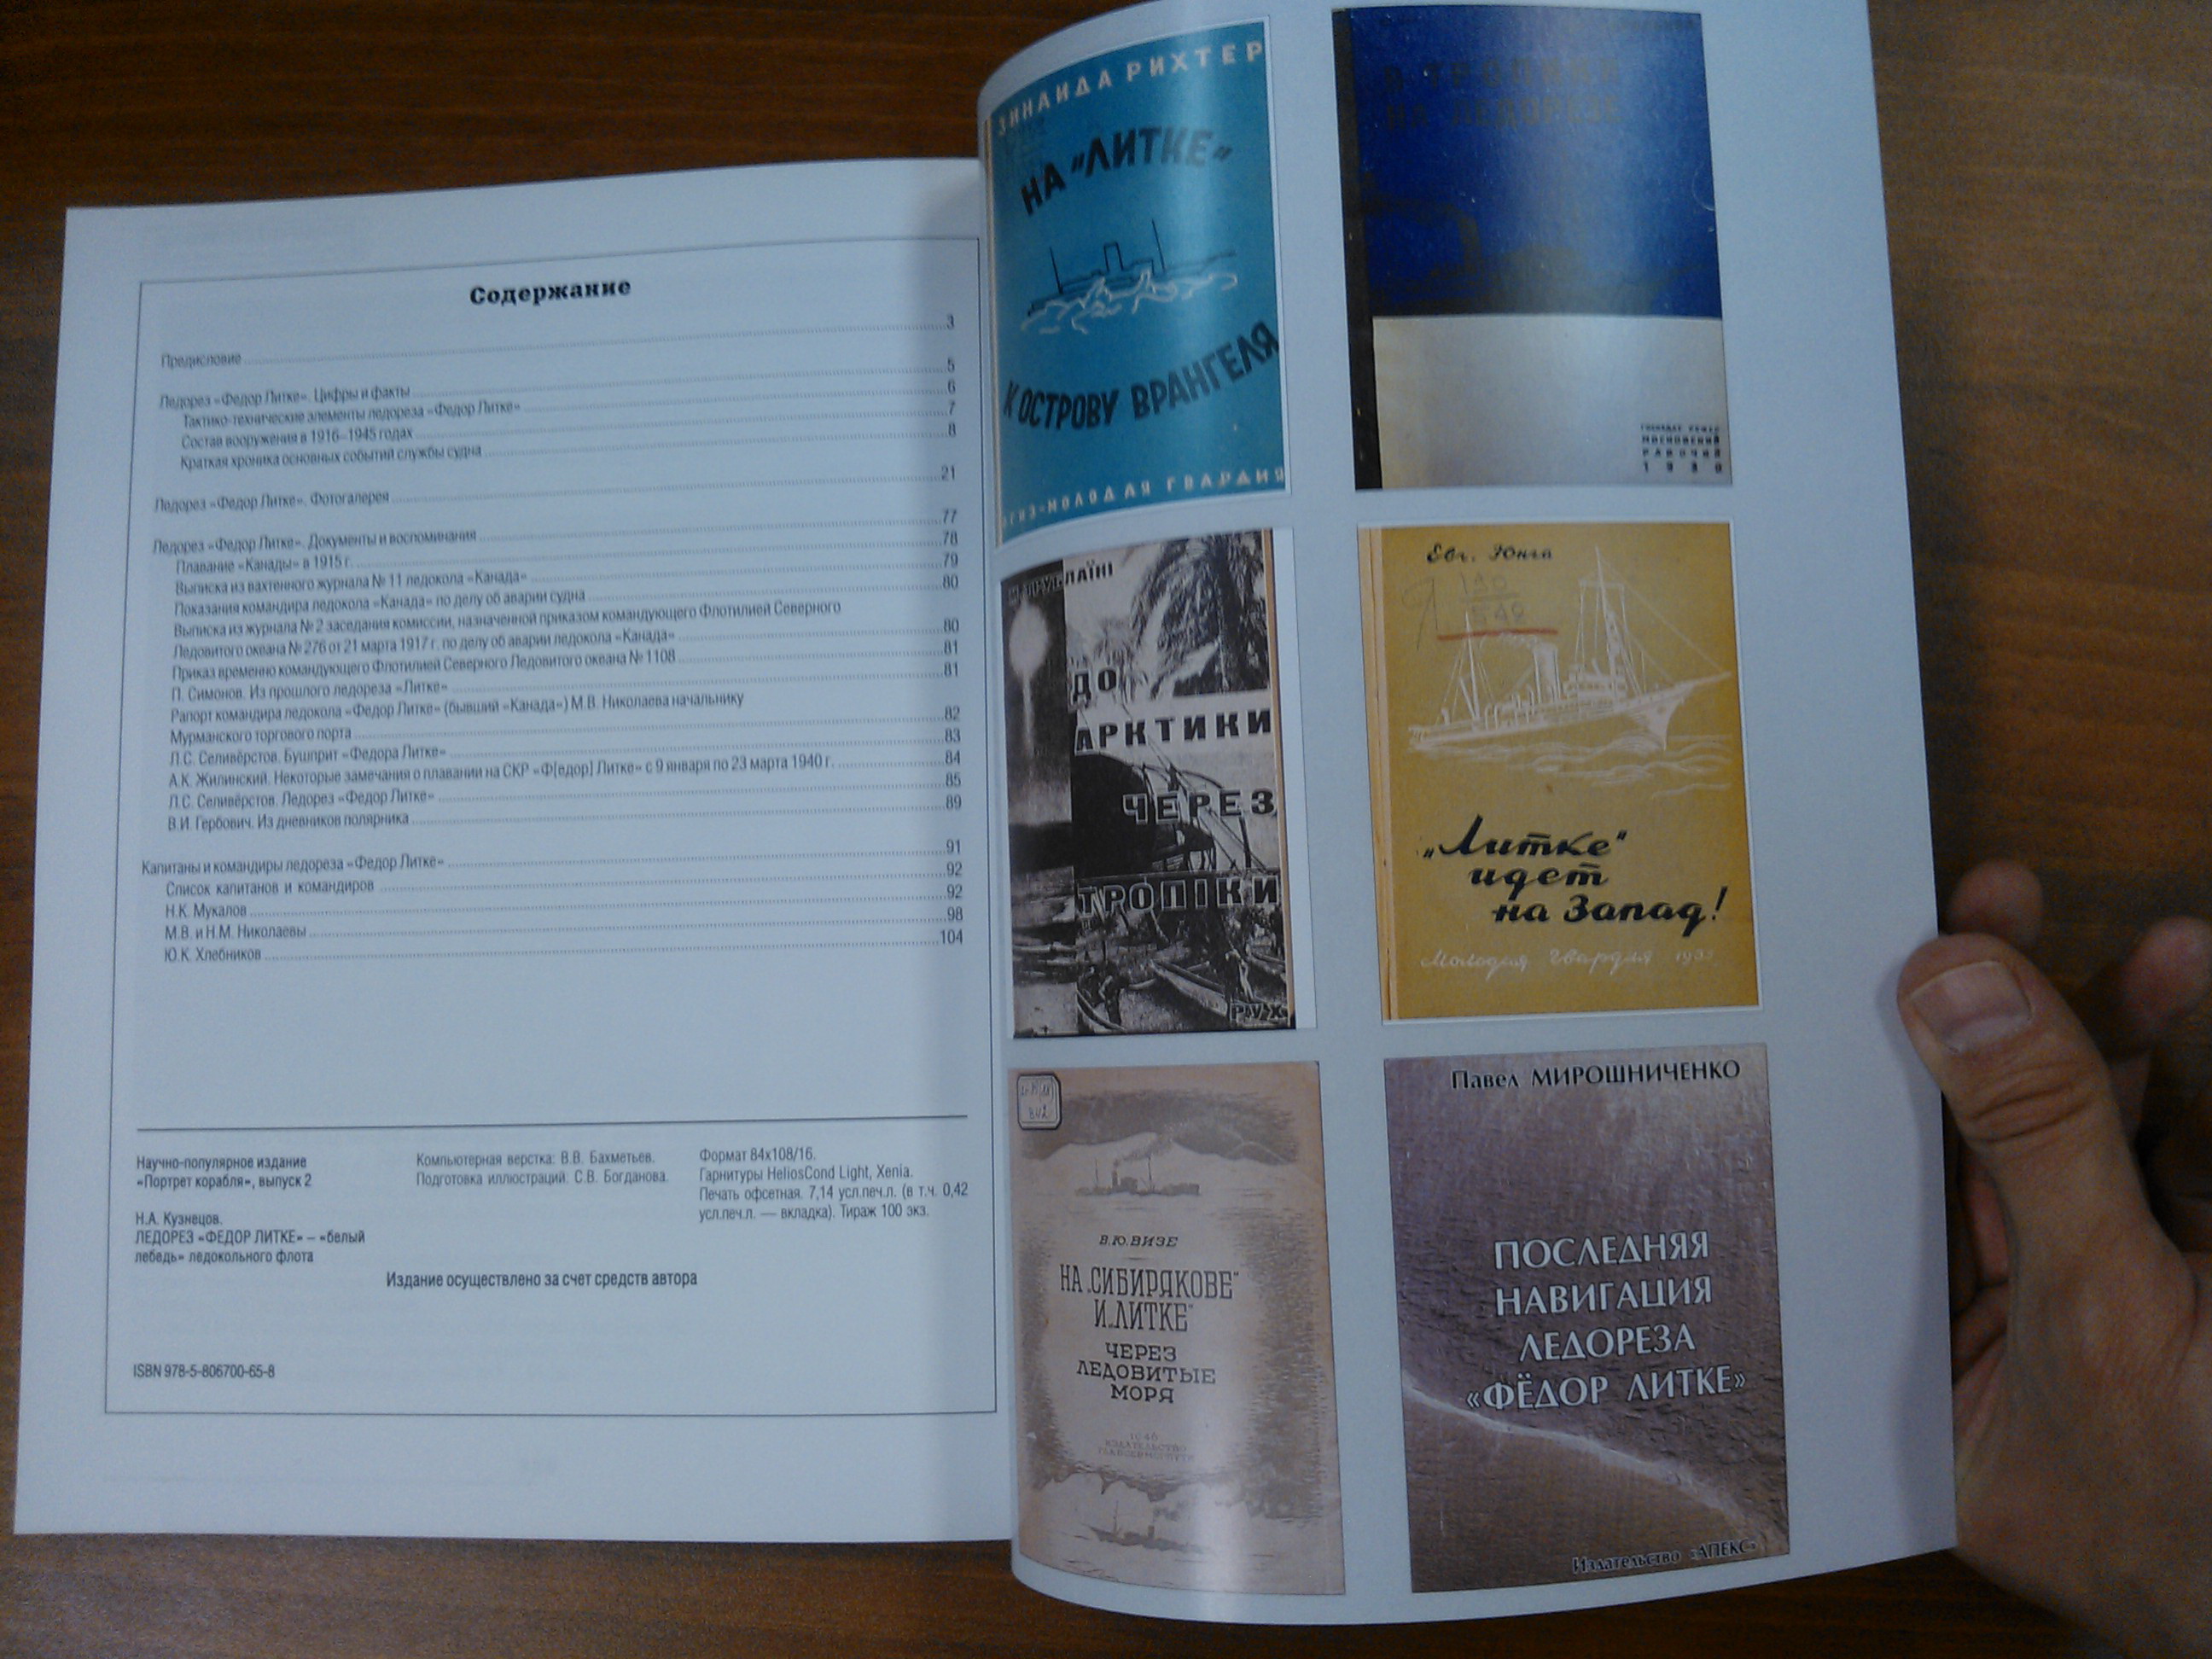 Содержание
Предисловие 3
Ледорез «Федор Литке». Цифры и факты 5
Тактико-технические элементы ледореза «Федор Литке» 6
Состав вооружения в 1916–1945 годах 7
Краткая хроника основных событий службы судна 8
Ледорез «Федор Литке». Фотогалерея 21
Ледорез «Федор Литке». Документы и воспоминания 77
Плавание «Канады» в 1915 г. 78
Выписка из вахтенного журнала № 11 ледокола «Канада» 79
Показания командира ледокола «Канада» по делу об аварии судна 80
Выписка из журнала № 2 заседания комиссии, назначенной приказом командующего Флотилией Северного
Ледовитого океана № 276 от 21 марта 1917 г. по делу об аварии ледокола «Канада» 80
Приказ временно командующего Флотилией Северного Ледовитого океана № 1108 81
П. Симонов. Из прошлого ледореза «Литке» 81
Рапорт командира ледокола «Федор Литке» (бывший «Канада») М.В. Николаева начальнику
Мурманского торгового порта 82
Л.С. Селивёрстов. Бушприт «Федора Литке» 83
А.К. Жилинский. Некоторые замечания о плавании на СКР «Ф[едор] Литке» с 9 января по 23 марта 1940 г. 84
Л.С. Селивёрстов. Ледорез «Федор Литке» 85
В.И. Гербович. Из дневников полярника 89
Капитаны и командиры ледореза «Федор Литке» 91
Список капитанов и командиров 92
Н.К. Мукалов 92
М.В. и Н.М. Николаевы 98
Ю.К. Хлебников 104
Научно-популярное издание
«Портрет корабля», выпуск 2
Н.А. Кузнецов.
ЛЕДОРЕЗ «ФЕДОР ЛИТКЕ» – «белый
лебедь» ледокольного флота
Компьютерная верстка: В.В. Бахметьев.
Подготовка иллюстраций: С.В. Богданова.
Формат 84x108/16.
Гарнитуры HeliosCond Light, Xenia.
Печать офсетная. 7,14 усл.печ.л. (в т.ч. 0,42
усл.печ.л. — вкладка). Тираж 100 экз.
Издание осуществлено за счет средств автора
ISBN 978-5-806700-65-8
ЗИНАИДА РИХТЕР
НА „ЛИТКЕ“
К ОСТРОВУ ВРАНГЕЛЯ
ОГИЗ-МОЛОДАЯ ГВАРДИЯ
В ТРОПИКИ
НА ЛЕДОРЕЗЕ
МОСКОВСКИЙ
РАБОЧИЙ
1930
ДО
АРКТИКИ
ЧЕРЕЗ
ТРОПІКИ
РУХ
Евг. Юнга
„Литке“
идет
на Запад!
Молодая гвардия 1935
В.Ю.ВИЗЕ
НА „СИБИРЯКОВЕ“
И „ЛИТКЕ“
ЧЕРЕЗ
ЛЕДОВИТЫЕ
МОРЯ
1946
ИЗДАТЕЛЬСТВО
ГЛАВСЕВМОРПУТИ
Павел МИРОШНИЧЕНКО
ПОСЛЕДНЯЯ
НАВИГАЦИЯ
ЛЕДОРЕЗА
«ФЁДОР ЛИТКЕ»
Издательство «АПЕКС»